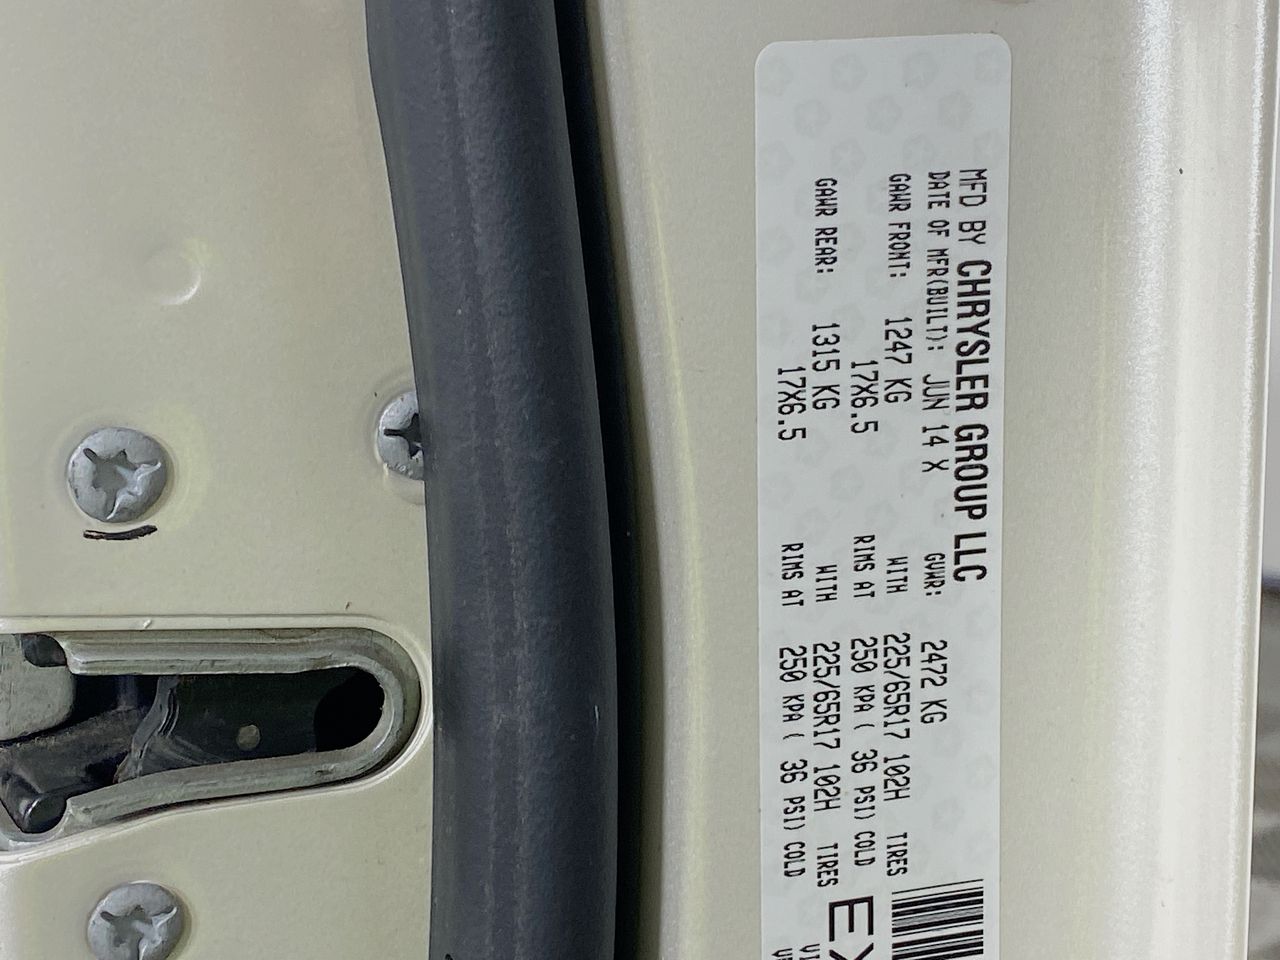 MFD BY CHRYSLER GROUP LLC
DATE OF MFR(BUILT): JUN 14 X GVWR: 2472 KG
GAWR FRONT: 1247 KG WITH 225/65R17 102H TIRES
17X6.5 RIMS AT 250 KPA ( 36 PSI) COLD
GAWR REAR: 1315 KG WITH 225/65R17 102H TIRES
17X6.5 RIMS AT 250 KPA ( 36 PSI) COLD